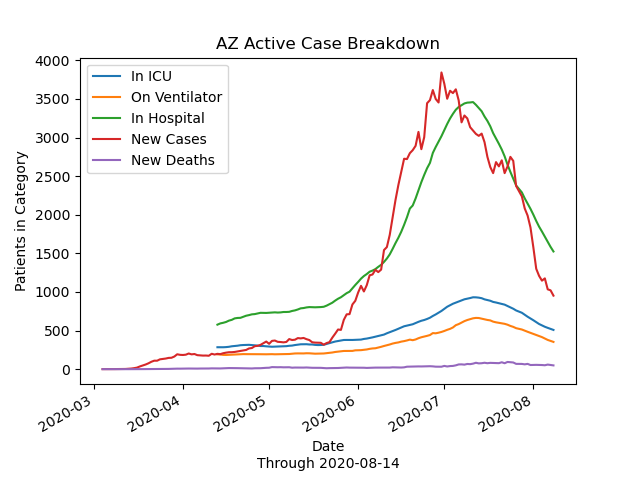 AZ Active Case Breakdown
In ICU
On Ventilator
In Hospital
New Cases
New Deaths
Patients in Category
4000
3500
3000
2500
2000
1500
1000
500
0
2020-03
2020-04
2020-05
2020-06
2020-07
2020-08
Date
Through 2020-08-14